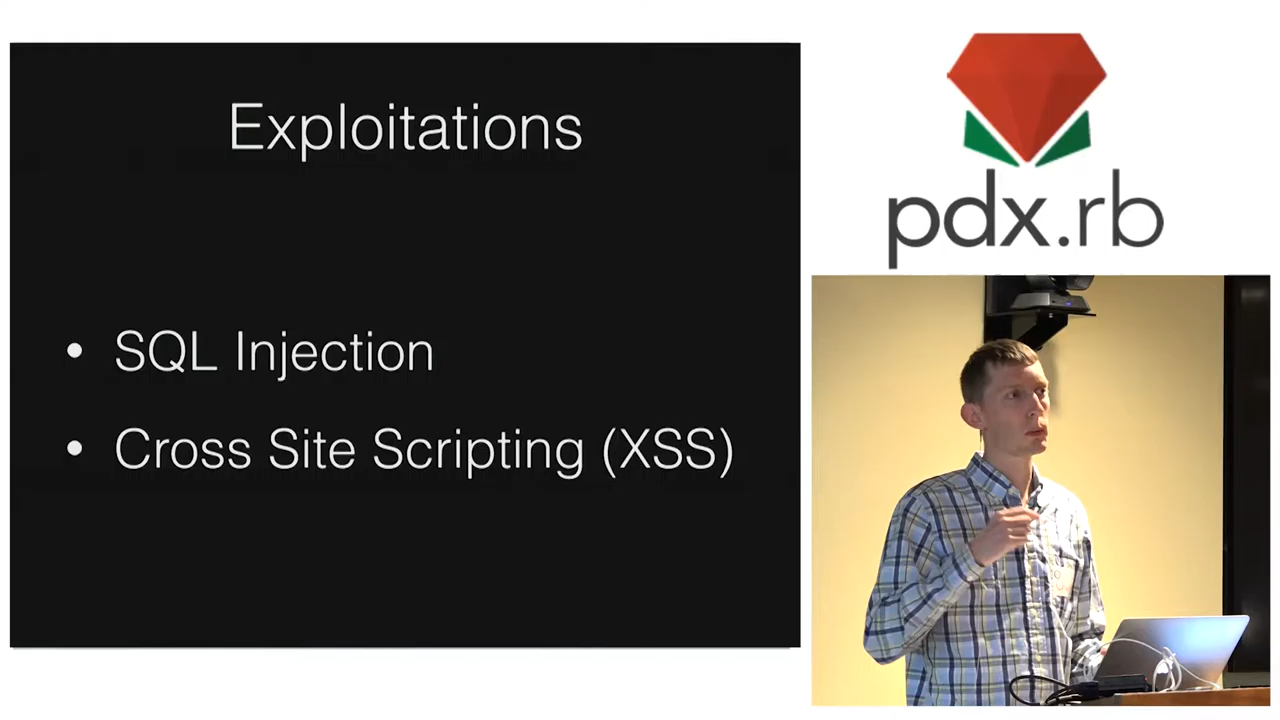 Exploitations
• SQL Injection
• Cross Site Scripting (XSS)
pdx.rb